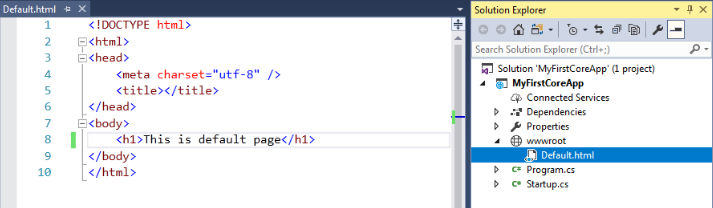 Default.html
1 <!DOCTYPE html>
2 <html>
3 <head>
4 <meta charset="utf-8" />
5 <title></title>
6 </head>
7 <body>
8 <h1>This is default page</h1>
9 </body>
10 </html>
Solution Explorer
Search Solution Explorer (Ctrl+;)
Solution 'MyFirstCoreApp' (1 project)
MyFirstCoreApp
Connected Services
Dependencies
Properties
wwwroot
Default.html
C# Program.cs
C# Startup.cs